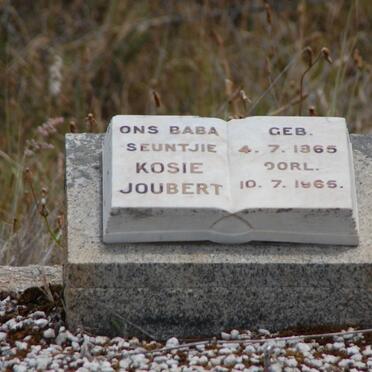 ONS BABA
SEUNTJIE
KOSIE
JOUBERT
GEB.
4. 7. 1965
OORL.
10. 7. 1965.